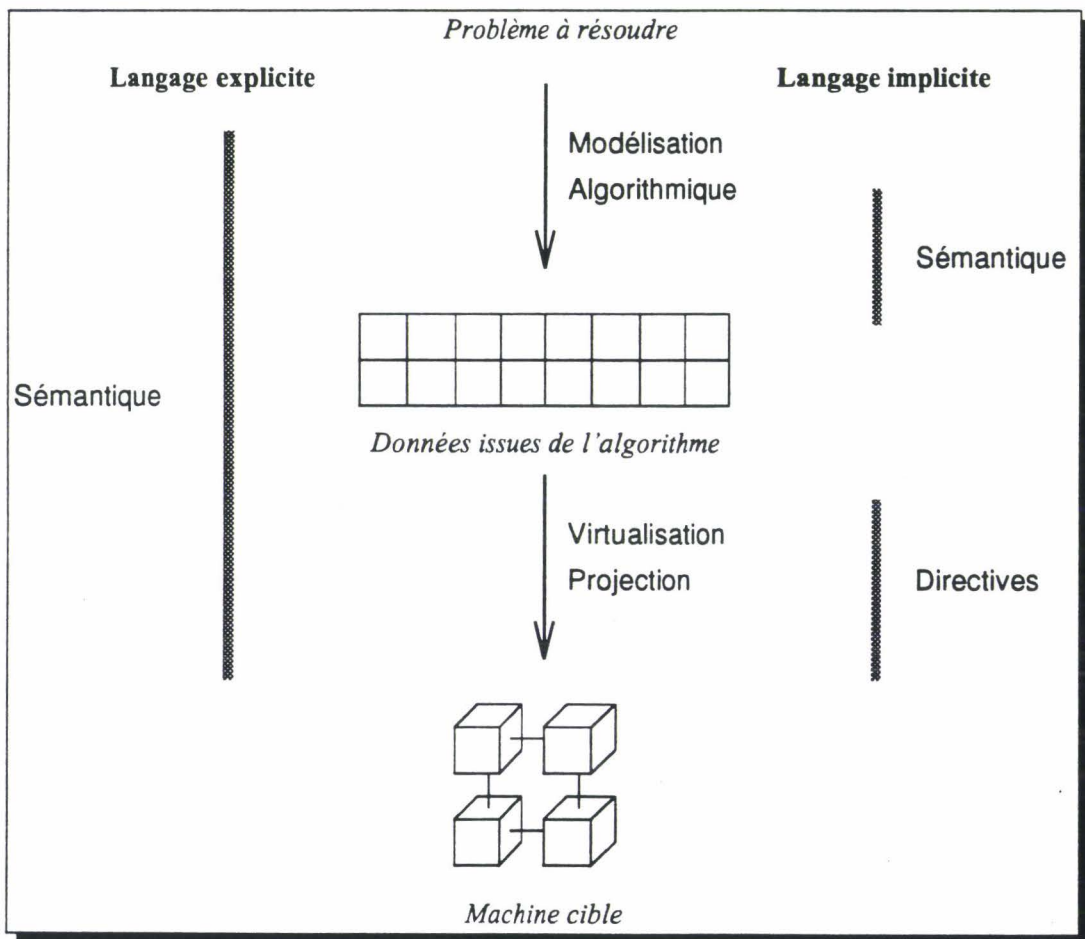 Problème à résoudre
Langage explicite
Langage implicite
Modélisation
Algorithmique
Sémantique
Sémantique
Données issues de l'algorithme
Virtualisation
Projection
Directives
Machine cible